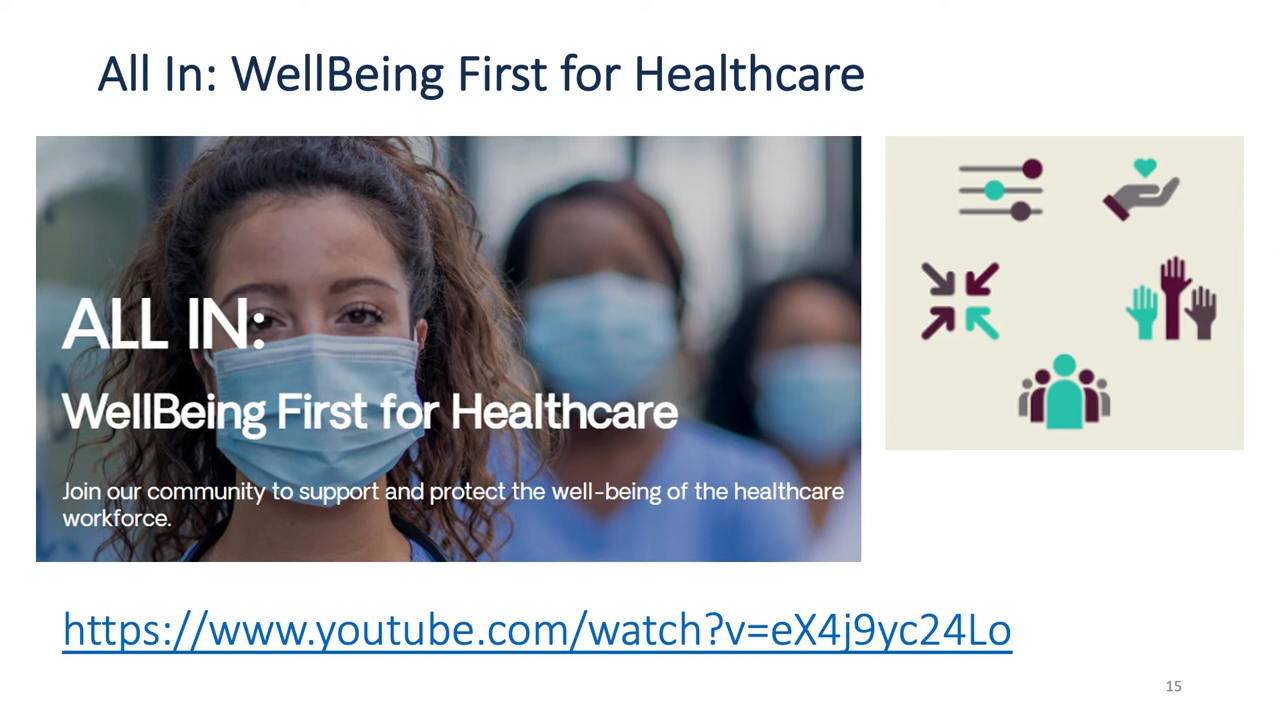 All In: WellBeing First for Healthcare
ALL IN:
WellBeing First for Healthcare
Join our community to support and protect the well-being of the healthcare
workforce.
https://www.youtube.com/watch?v=eX4j9yc24Lo
15